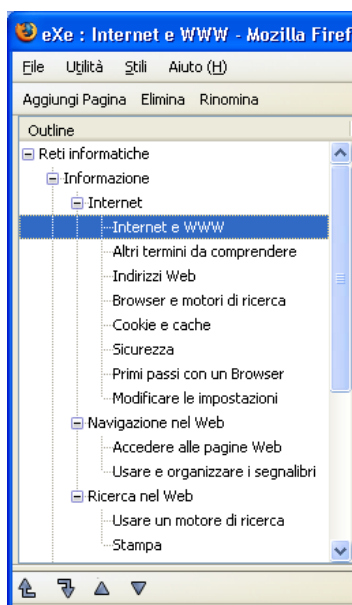 eXe : Internet e WWW - Mozilla Firef
File Utilità Stili Aiuto (H)
Aggiungi Pagina Elimina Rinomina
Outline
Reti informatiche
Informazione
Internet
Internet e WWW
Altri termini da comprendere
Indirizzi Web
Browser e motori di ricerca
Cookie e cache
Sicurezza
Primi passi con un Browser
Modificare le impostazioni
Navigazione nel Web
Accedere alle pagine Web
Usare e organizzare i segnalibri
Ricerca nel Web
Usare un motore di ricerca
Stampa